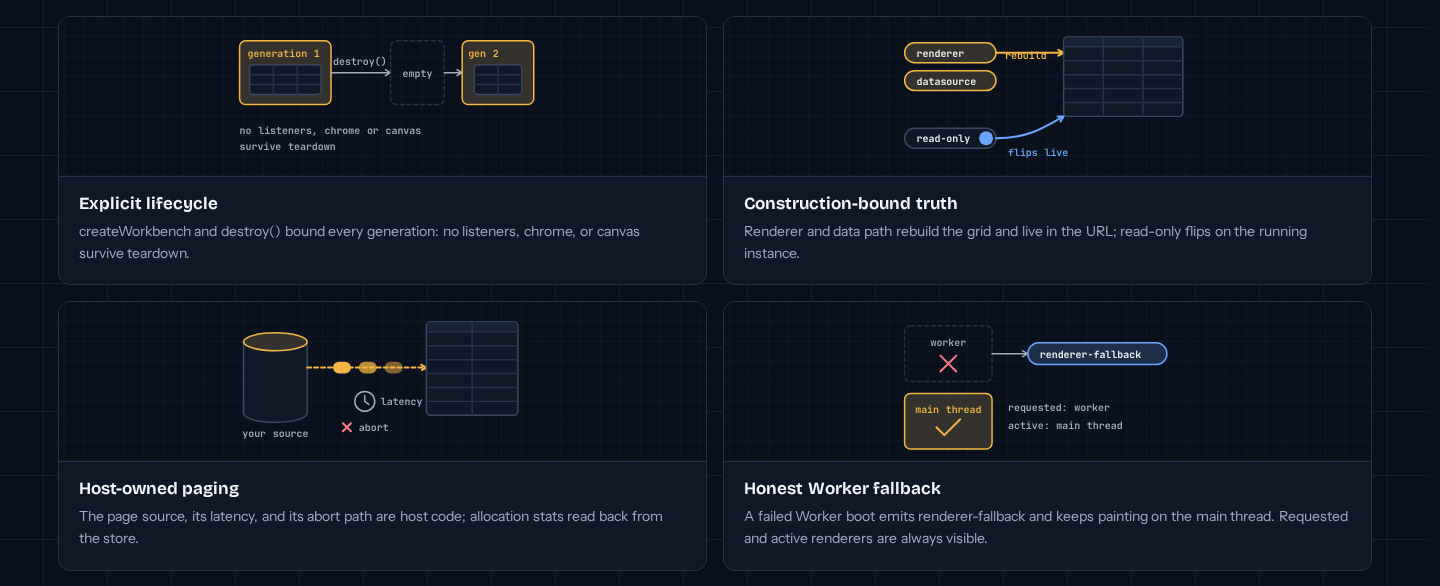 generation 1
destroy()
empty
gen 2
no listeners, chrome or canvas
survive teardown
Explicit lifecycle
createWorkbench and destroy() bound every generation: no listeners, chrome, or canvas
survive teardown.
renderer
rebuild
datasource
read-only
flips live
Construction-bound truth
Renderer and data path rebuild the grid and live in the URL; read-only flips on the running
instance.
latency
abort
your source
Host-owned paging
The page source, its latency, and its abort path are host code; allocation stats read back from
the store.
worker
renderer-fallback
main thread
requested: worker
active: main thread
Honest Worker fallback
A failed Worker boot emits renderer-fallback and keeps painting on the main thread. Requested
and active renderers are always visible.